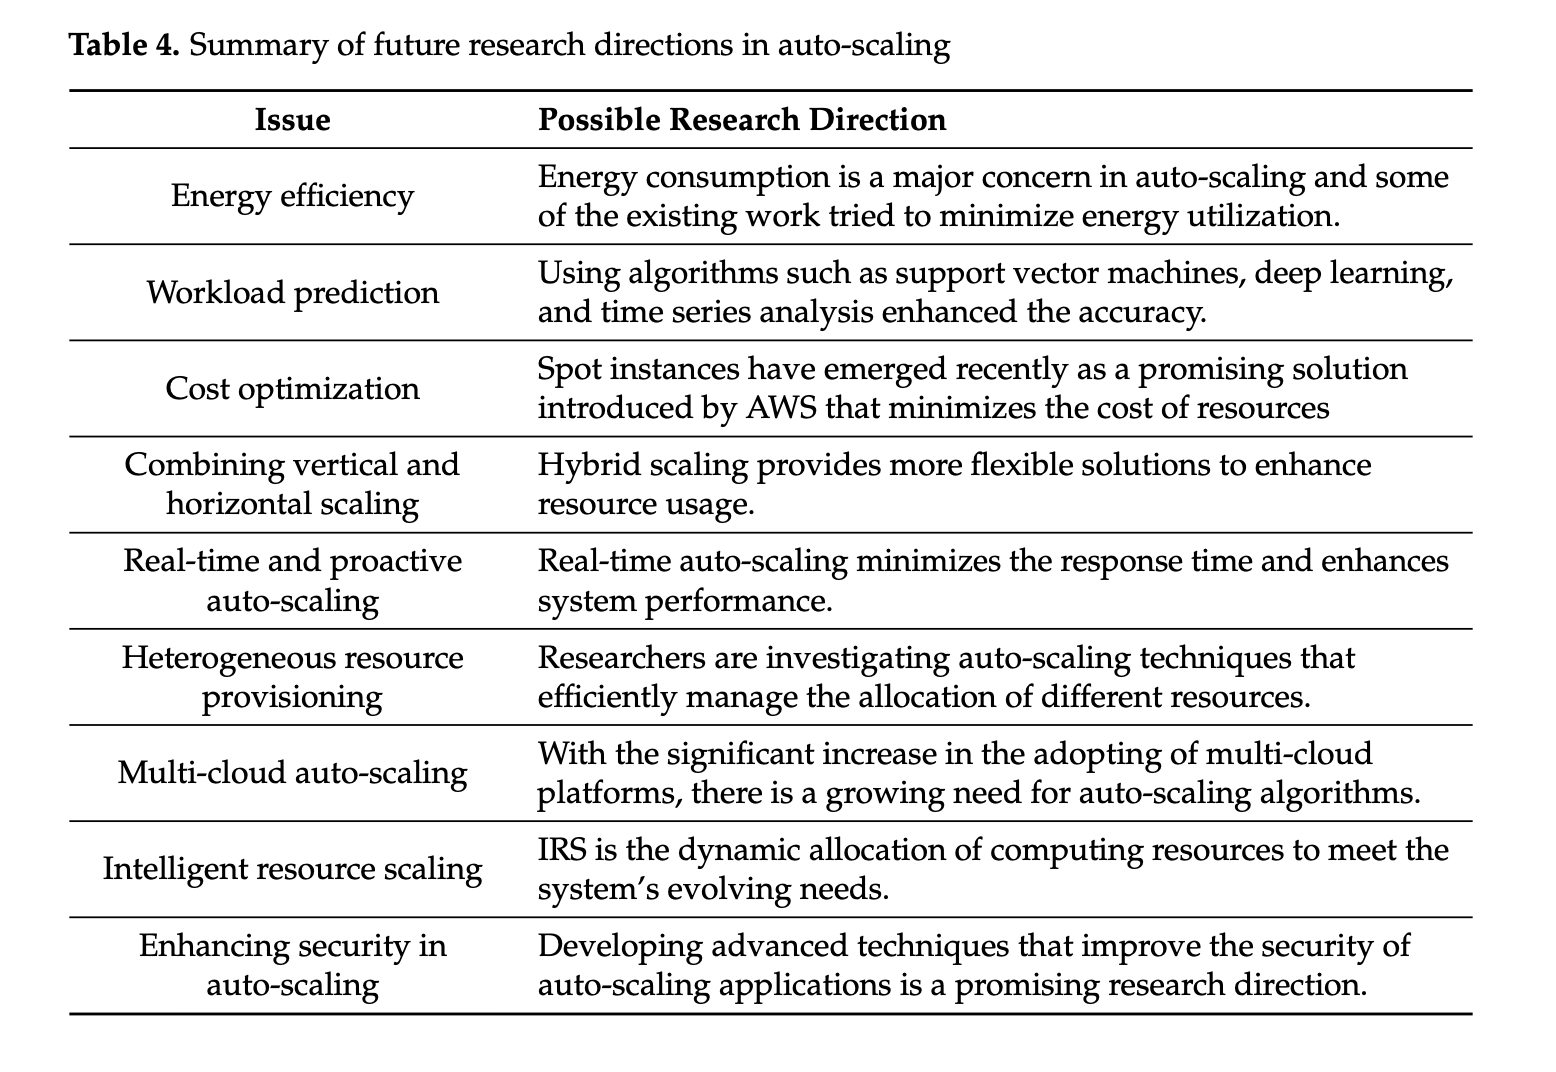 Table 4. Summary of future research directions in auto-scaling
Issue Possible Research Direction
Energy efficiency
Energy consumption is a major concern in auto-scaling and some
of the existing work tried to minimize energy utilization.
Workload prediction
Using algorithms such as support vector machines, deep learning,
and time series analysis enhanced the accuracy.
Cost optimization
Spot instances have emerged recently as a promising solution
introduced by AWS that minimizes the cost of resources
Combining vertical and
horizontal scaling
Hybrid scaling provides more flexible solutions to enhance
resource usage.
Real-time and proactive
auto-scaling
Real-time auto-scaling minimizes the response time and enhances
system performance.
Heterogeneous resource
provisioning
Researchers are investigating auto-scaling techniques that
efficiently manage the allocation of different resources.
Multi-cloud auto-scaling
With the significant increase in the adopting of multi-cloud
platforms, there is a growing need for auto-scaling algorithms.
Intelligent resource scaling
IRS is the dynamic allocation of computing resources to meet the
system's evolving needs.
Enhancing security in
auto-scaling
Developing advanced techniques that improve the security of
auto-scaling applications is a promising research direction.